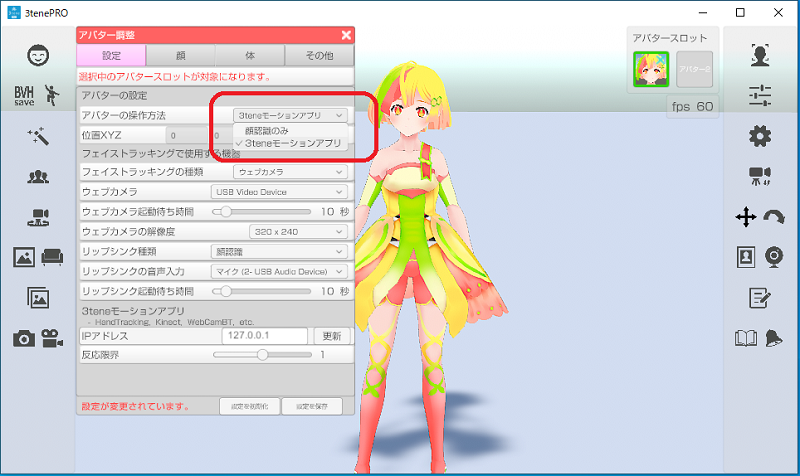 3tenePRO
アバター調整
設定 顔 体 その他
選択中のアバタースロットが対象になります。
アバターの設定
アバターの操作方法 3teneモーションアプリ
顔認識のみ
位置XYZ 0 0
3teneモーションアプリ
フェイストラッキングで使用する機器
フェイストラッキングの種類 ウェブカメラ
ウェブカメラ USB Video Device
ウェブカメラ起動待ち時間 10 秒
ウェブカメラの解像度 320 x 240
リップシンク種類 顔認識
リップシンクの音声入力 マイク (2- USB Audio Device)
リップシンク起動待ち時間 10 秒
3teneモーションアプリ
- HandTracking, Kinect, WebCamBT, etc.
IPアドレス 127.0.0.1 更新
反応限界 1
設定が変更されています。 設定を初期化 設定を保存
BVH
save
アバタースロット
アバター2
fps 60